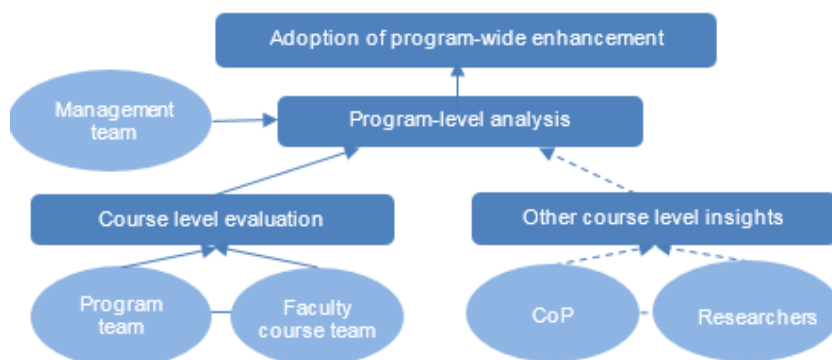 Adoption of program-wide enhancement
Management
team
Program-level analysis
Course level evaluation
Other course level insights
Program
team
Faculty
course team
CoP
Researchers